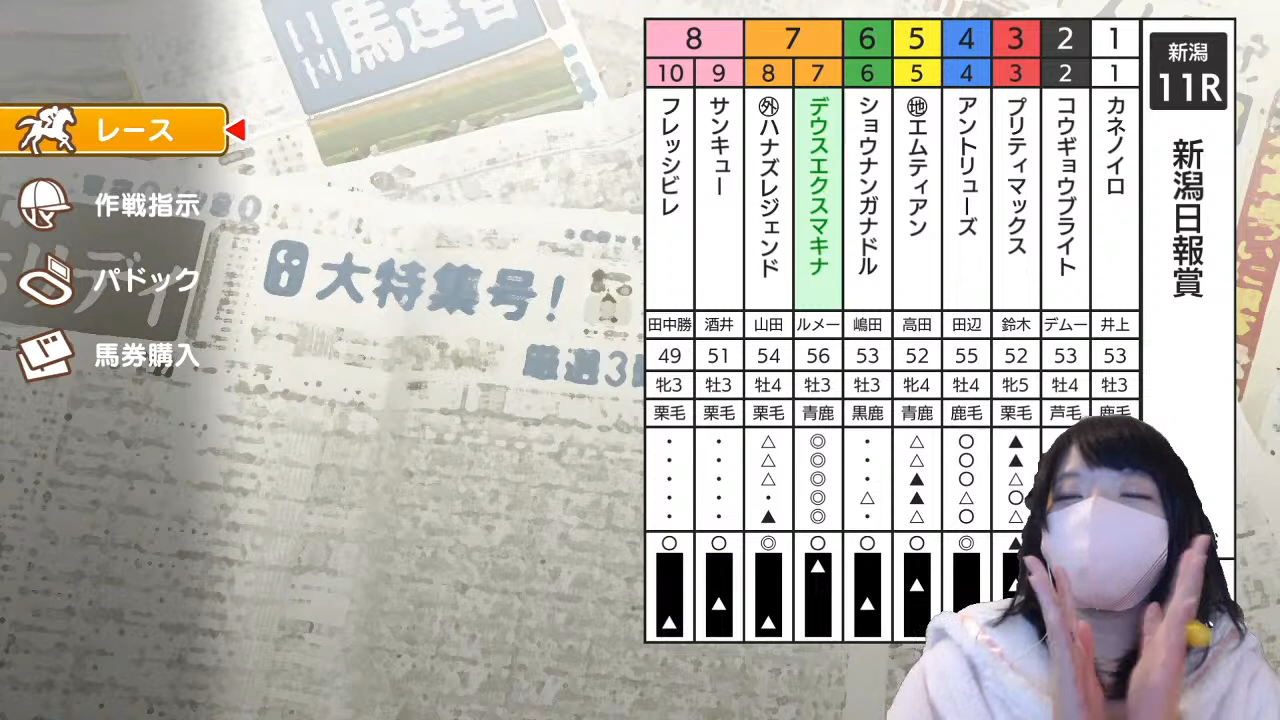 レース
作戦指示
パドック
馬券購入
大特集号!
8 7 6 5 4 3 2 1
10 9 8 7 6 5 4 3 2 1
新潟
11R
新潟日報賞
カネノイロ
コウギョウブライト
プリティマックス
アントリューズ
地エムティアン
ショウナンガナドル
デウスエクスマキナ
外ハナズレジェンド
サンキュー
フレッシビレ
田中勝 酒井 山田 ルメー 嶋田 高田 田辺 鈴木 デムー 井上
49 51 54 56 53 52 55 52 53 53
牝3 牡3 牡4 牡3 牡3 牝4 牡4 牝5 牡4 牡3
栗毛 栗毛 栗毛 青鹿 黒鹿 青鹿 鹿毛 栗毛 芦毛 鹿毛